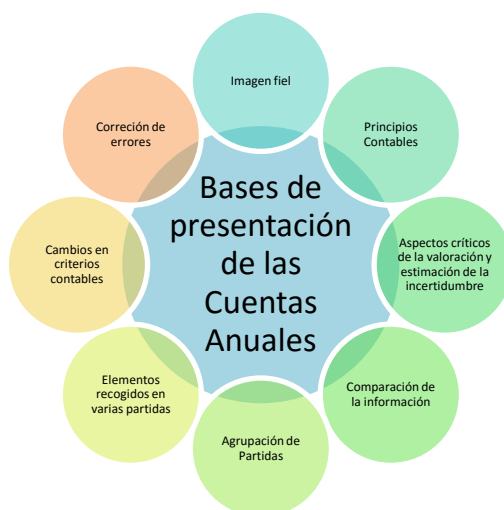 Imagen fiel
Principios
Contables
Aspectos críticos
de la valoración y
estimación de la
incertidumbre
Comparación de
la información
Agrupación de
Partidas
Elementos
recogidos en
varias partidas
Cambios en
criterios
contables
Correción de
errores
Bases de
presentación
de las
Cuentas
Anuales